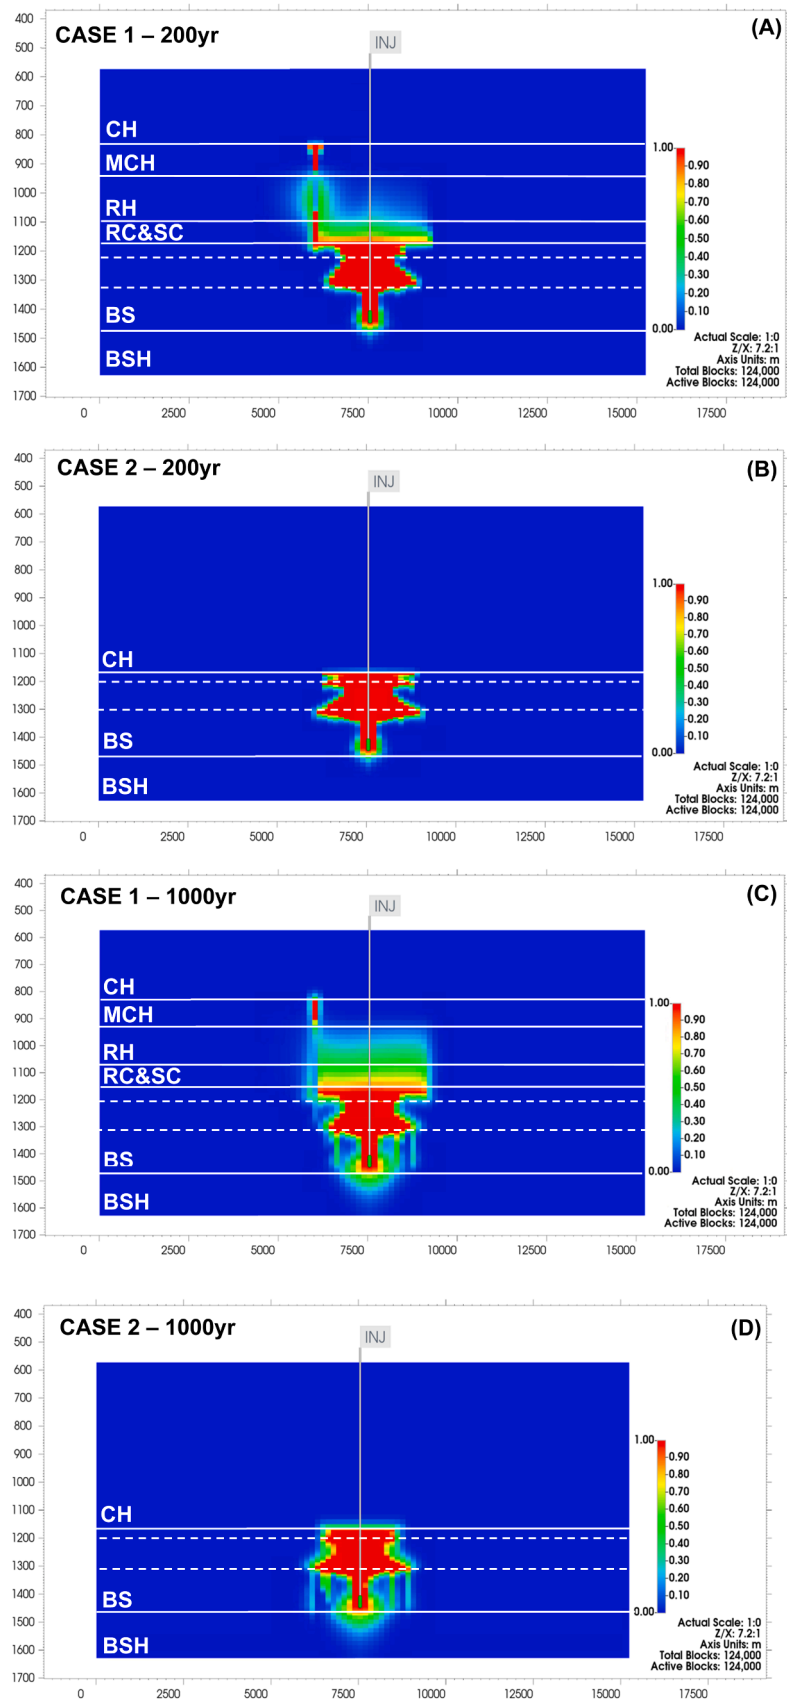 CASE 1 – 200yr
(A)
INJ
400
500
600
700
800
900
1000
1100
1200
1300
1400
1500
1600
1700
CH
MCH
RH
RC&SC
BS
BSH
1.00
0.90
0.80
0.70
0.60
0.50
0.40
0.30
0.20
0.10
0.00
Actual Scale: 1:0
Z/X: 7.2:1
Axis Units: m
Total Blocks: 124,000
Active Blocks: 124,000
0 2500 5000 7500 10000 12500 15000 17500
CASE 2 – 200yr
(B)
INJ
400
500
600
700
800
900
1000
1100
1200
1300
1400
1500
1600
1700
CH
BS
BSH
1.00
0.90
0.80
0.70
0.60
0.50
0.40
0.30
0.20
0.10
0.00
Actual Scale: 1:0
Z/X: 7.2:1
Axis Units: m
Total Blocks: 124,000
Active Blocks: 124,000
0 2500 5000 7500 10000 12500 15000 17500
CASE 1 – 1000yr
(C)
INJ
400
500
600
700
800
900
1000
1100
1200
1300
1400
1500
1600
1700
CH
MCH
RH
RC&SC
BS
BSH
1.00
0.90
0.80
0.70
0.60
0.50
0.40
0.30
0.20
0.10
0.00
Actual Scale: 1:0
Z/X: 7.2:1
Axis Units: m
Total Blocks: 124,000
Active Blocks: 124,000
0 2500 5000 7500 10000 12500 15000 17500
CASE 2 – 1000yr
(D)
INJ
400
500
600
700
800
900
1000
1100
1200
1300
1400
1500
1600
1700
CH
BS
BSH
1.00
0.90
0.80
0.70
0.60
0.50
0.40
0.30
0.20
0.10
0.00
Actual Scale: 1:0
Z/X: 7.2:1
Axis Units: m
Total Blocks: 124,000
Active Blocks: 124,000
0 2500 5000 7500 10000 12500 15000 17500